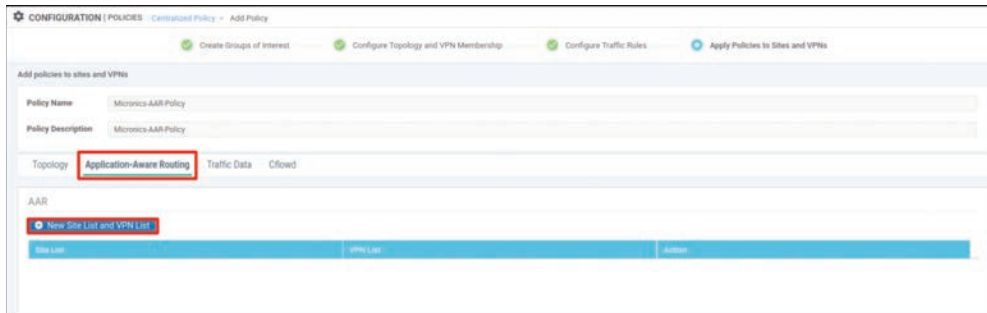 CONFIGURATION | POLICIES Centralized Policy > Add Policy
Create Groups of Interest Configure Topology and VPN Membership Configure Traffic Rules Apply Policies to Sites and VPNs
Add policies to sites and VPNs
Policy Name Micronics-AAR-Policy
Policy Description Micronics-AAR-Policy
Topology Application-Aware Routing Traffic Data Cflowd
AAR
New Site List and VPN List
Site List VPN List Action